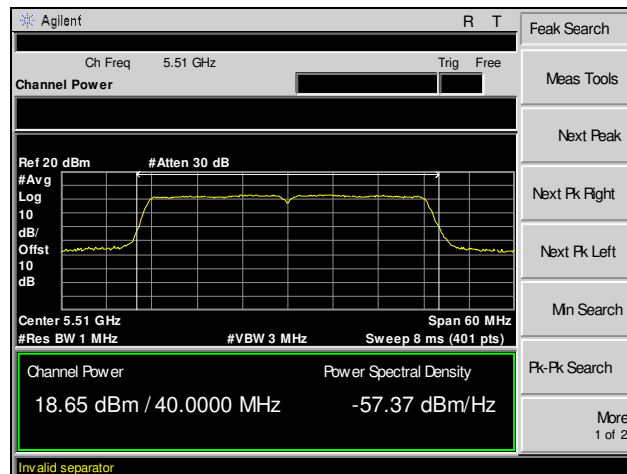 Agilent R T
Ch Freq 5.51 GHz Trig Free
Channel Power
Ref 20 dBm #Atten 30 dB
#Avg
Log
10
dB/
Offst
10
dB
Center 5.51 GHz Span 60 MHz
#Res BW 1 MHz #VBW 3 MHz Sweep 8 ms (401 pts)
Channel Power Power Spectral Density
18.65 dBm / 40.0000 MHz -57.37 dBm/Hz
Invalid separator
Peak Search
Meas Tools
Next Peak
Next Pk Right
Next Pk Left
Min Search
Pk-Pk Search
More
1 of 2